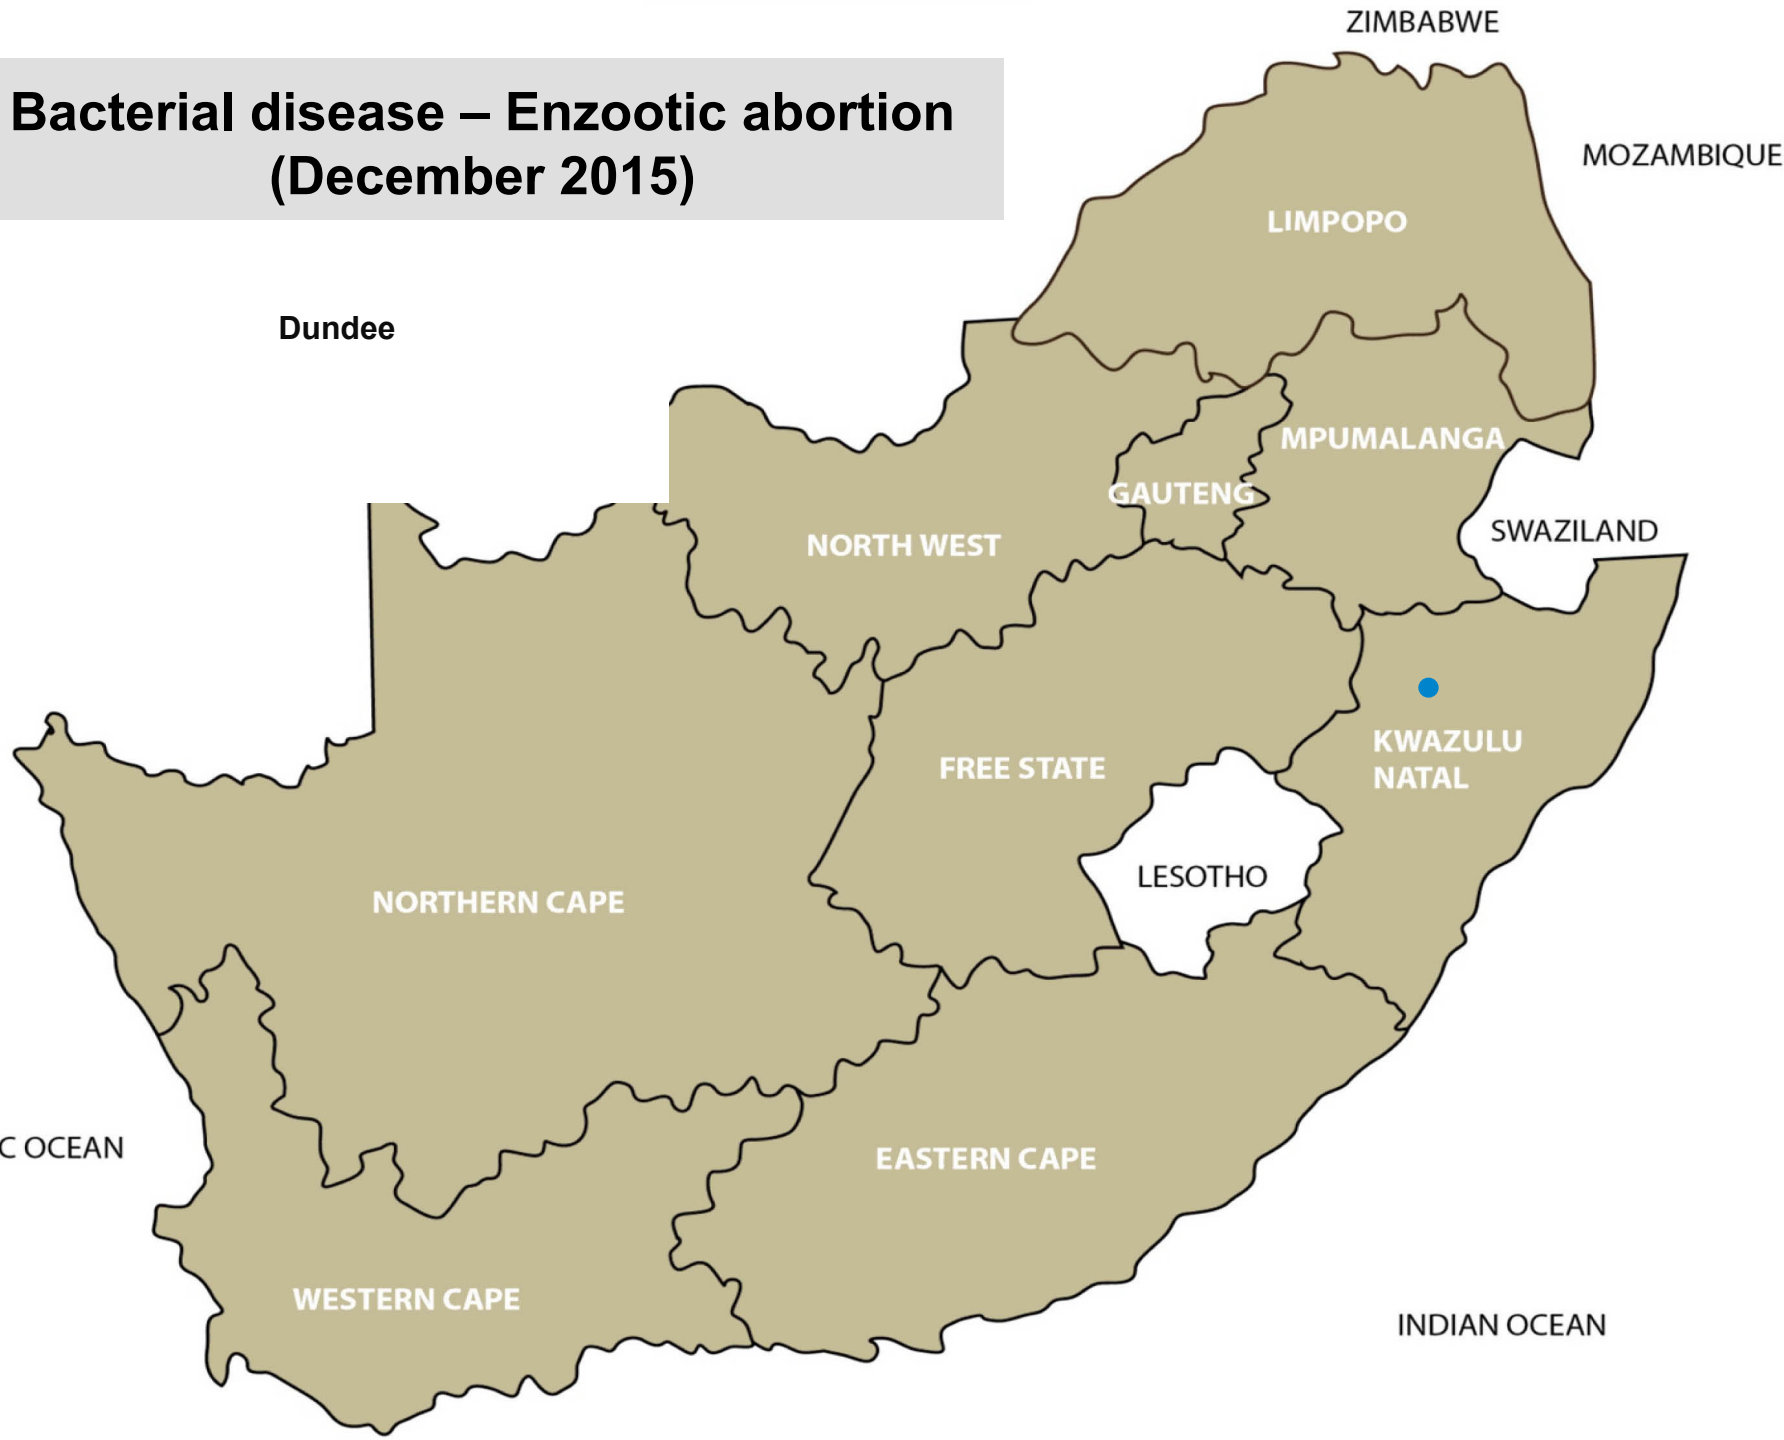 ZIMBABWE
Bacterial disease – Enzootic abortion
(December 2015)
MOZAMBIQUE
LIMPOPO
Dundee
MPUMALANGA
GAUTENG
SWAZILAND
NORTH WEST
KWAZULU
NATAL
FREE STATE
LESOTHO
NORTHERN CAPE
C OCEAN
EASTERN CAPE
WESTERN CAPE
INDIAN OCEAN